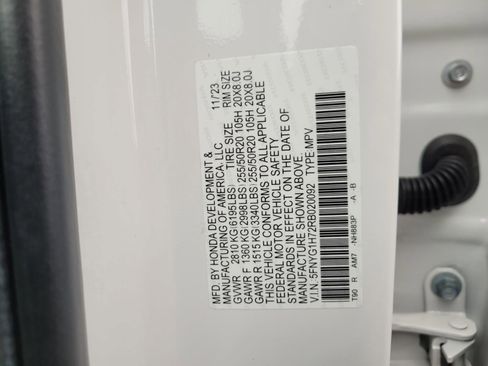 MFD. BY HONDA DEVELOPMENT & 11/23
MANUFACTURING OF AMERICA, LLC
TIRE SIZE RIM SIZE
GVWR 2810 KG(6195LBS)
GAWR F 1360 KG(2998LBS)255/50R20 105H 20X8.0J
GAWR R 1515 KG(3340LBS)255/50R20 105H 20X8.0J
THIS VEHICLE CONFORMS TO ALL APPLICABLE
FEDERAL MOTOR VEHICLE SAFETY
STANDARDS IN EFFECT ON THE DATE OF
MANUFACTURE SHOWN ABOVE.
V.I.N.: 5FNYG1H72RB020092 TYPE MPV
T90 R AM7 -NH883P -A -B